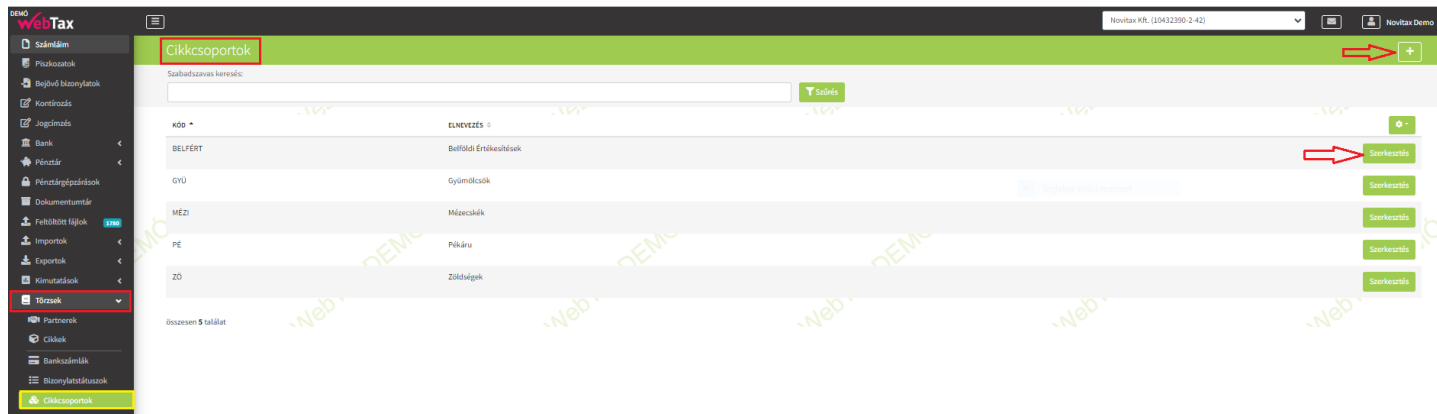 DEMÓ
WebTax
Novitax Kft. (10432390-2-42)
Novitax Demo
Számláim
Piszkozatok
Bejövő bizonylatok
Kontírozás
Jogcímzés
Bank
Pénztár
Pénztárgépzárások
Dokumentumtár
Feltöltött fájlok 1780
Importok
Exportok
Kimutatások
Törzsek
Partnerek
Cikkek
Bankszámlák
Bizonylatstátuszok
Cikkcsoportok
Cikkcsoportok
+
Szabadszavas keresés:
Szűrés
KÓD ELNEVEZÉS
BELFÉRT Belföldi Értékesítések Szerkesztés
GYÜ Gyümölcsök Szerkesztés
MÉZI Mézecskék Szerkesztés
PÉ Pékáru Szerkesztés
ZÖ Zöldségek Szerkesztés
összesen 5 találat